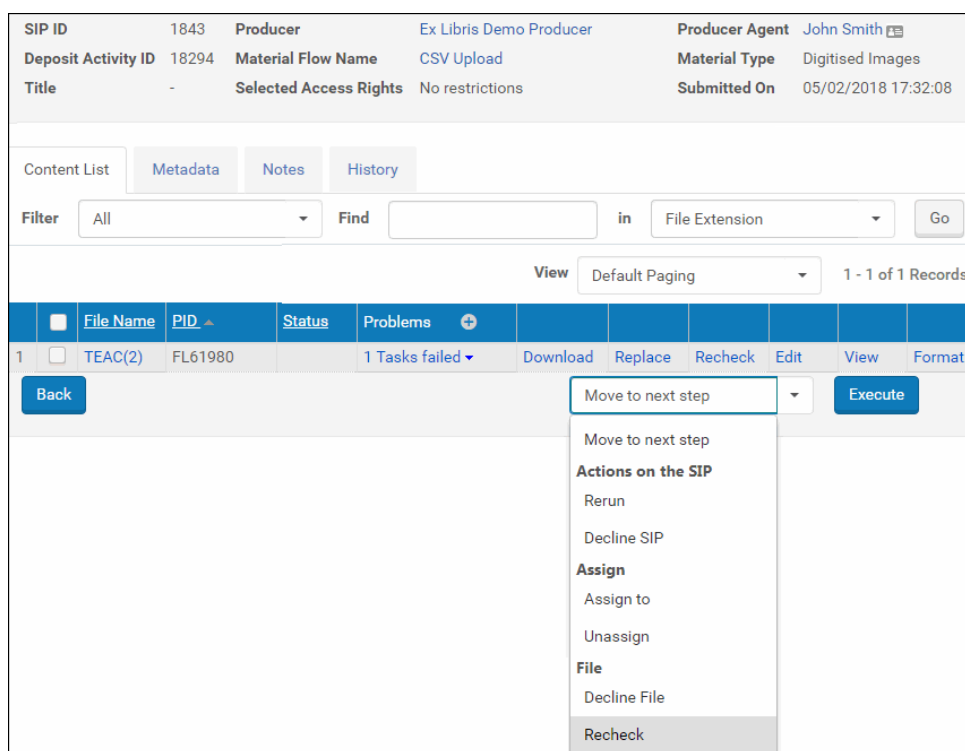 SIP ID 1843 Producer Ex Libris Demo Producer Producer Agent John Smith
Deposit Activity ID 18294 Material Flow Name CSV Upload Material Type Digitised Images
Title - Selected Access Rights No restrictions Submitted On 05/02/2018 17:32:08
Content List Metadata Notes History
Filter All Find in File Extension Go
View Default Paging 1 - 1 of 1 Records
File Name PID Status Problems
1 TEAC(2) FL61980 1 Tasks failed Download Replace Recheck Edit View Format
Back Move to next step Execute
Move to next step
Actions on the SIP
Rerun
Decline SIP
Assign
Assign to
Unassign
File
Decline File
Recheck